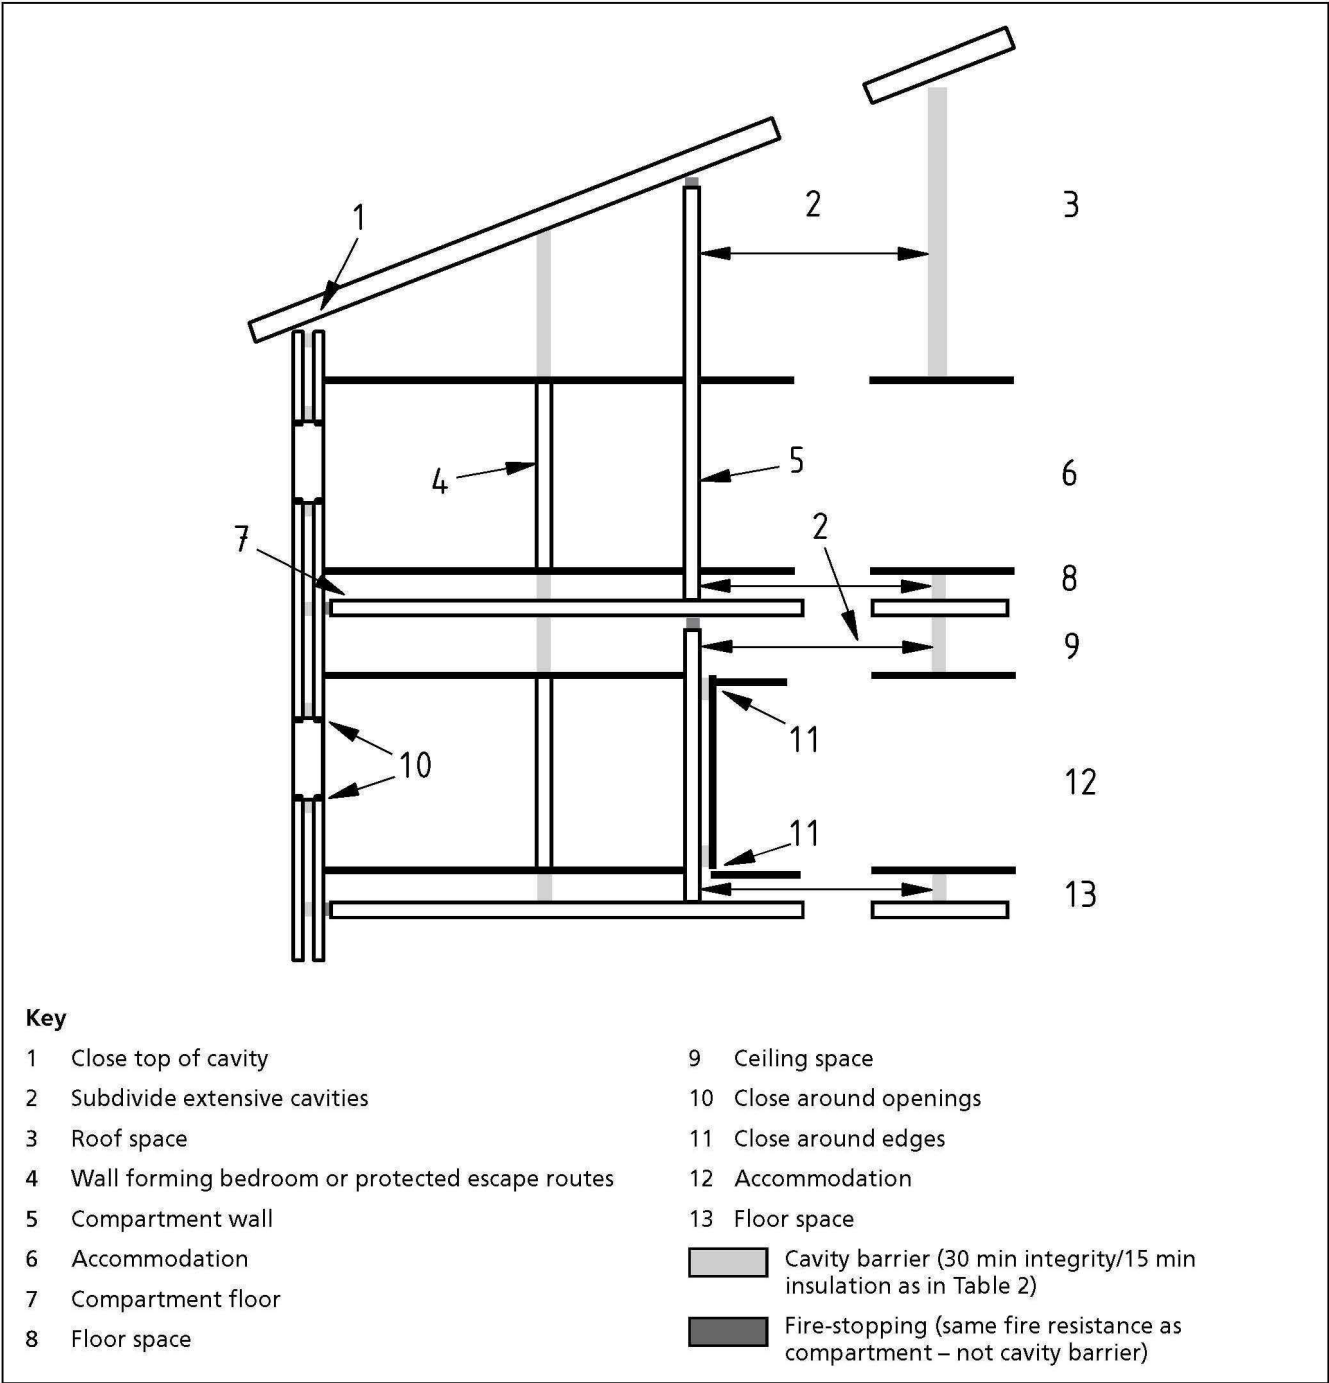 1
2
3
4
5
6
7
2
8
9
10
11
11
12
13
Key
1 Close top of cavity
2 Subdivide extensive cavities
3 Roof space
4 Wall forming bedroom or protected escape routes
5 Compartment wall
6 Accommodation
7 Compartment floor
8 Floor space
9 Ceiling space
10 Close around openings
11 Close around edges
12 Accommodation
13 Floor space
Cavity barrier (30 min integrity/15 min
insulation as in Table 2)
Fire-stopping (same fire resistance as
compartment – not cavity barrier)